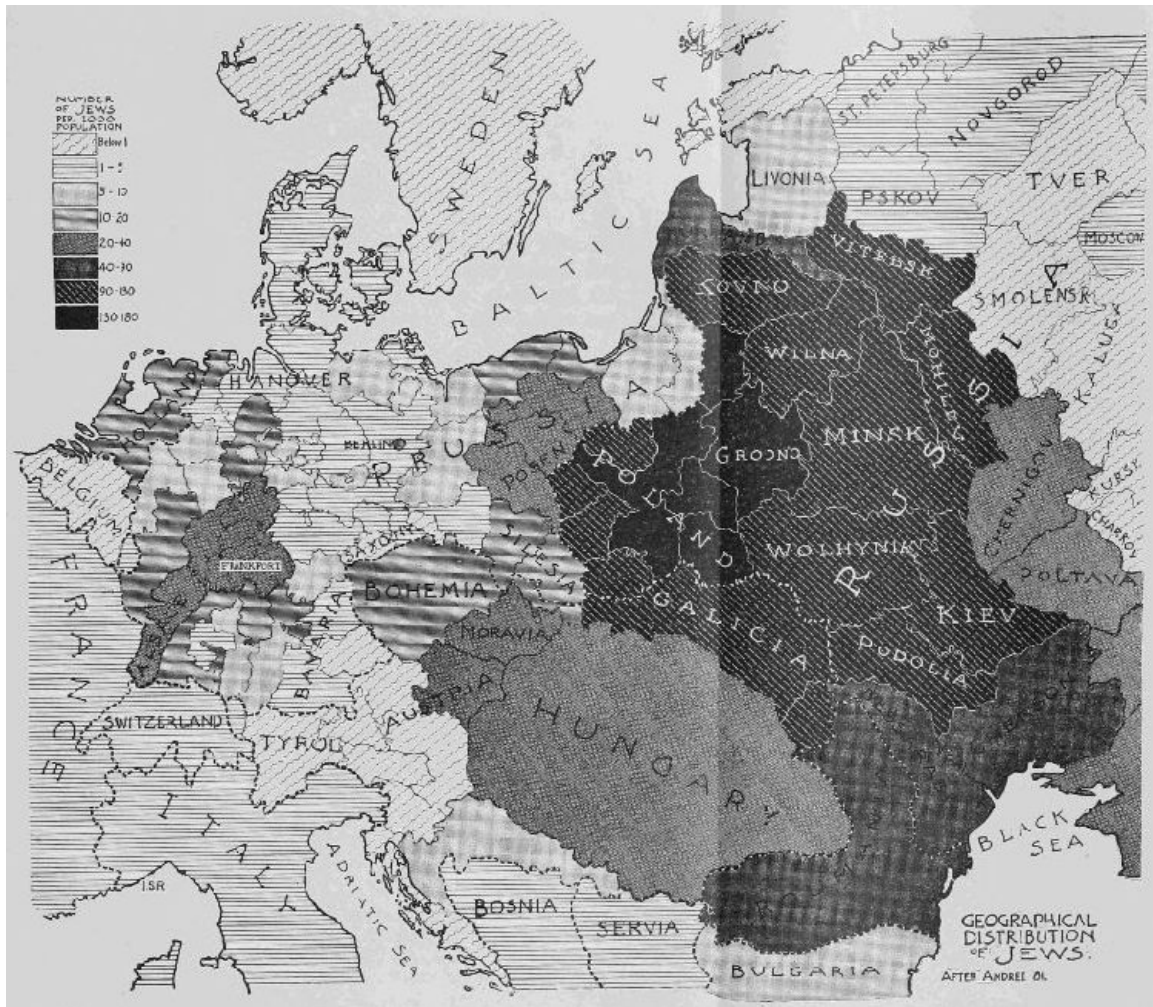 NUMBER
OF JEWS
PER 1000
POPULATION
Below 1
1-5
5-10
10-20
20-40
40-90
90-130
130-180
SWEDEN
BALTIC SEA
ST. PETERSBURG
NOVGOROD
LIVONIA
PSKOV
TVER
MOSCOW
VITEBSK
SMOLENSK
KOVNO
KALUGA
WILNA
MOHILEV
HANOVER
HOLLAND
BERLIN
PRUSSIA
MINSK
RUSSIA
GRODNO
POSEN
POLAND
BELGIUM
CHERNIGOV
KURSK
CHARKOV
SAXONY
SILESIA
WOLHYNIK
POLTAVA
FRANKFORT
BOHEMIA
GALICIA
KIEV
FRANCE
BAVARIA
MORAVIA
PODOLIA
AUSTRIA
HUNGARY
SWITZERLAND
TYROL
ITALY
BLACK
SEA
ADRIATIC SEA
I.S.R
BOSNIA
SERVIA
BULGARIA
GEOGRAPHICAL
DISTRIBUTION
OF JEWS.
AFTER ANDREE 81.